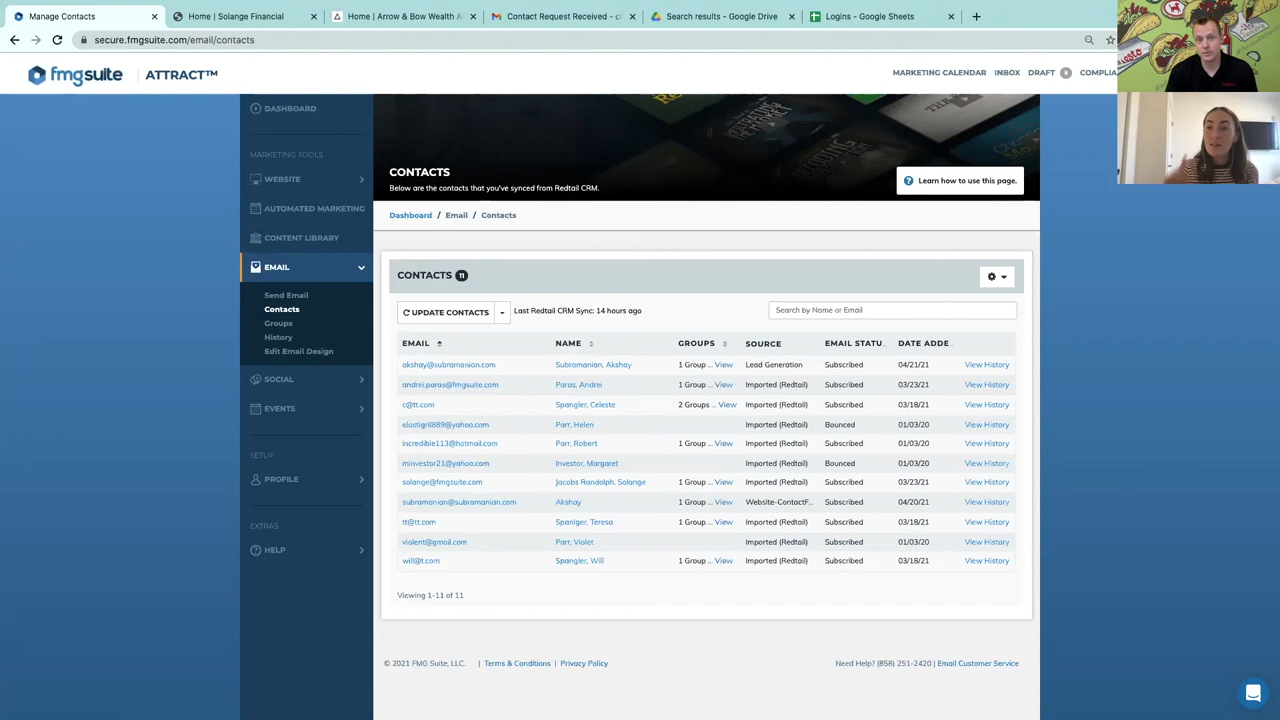 Manage Contacts
Home | Solange Financial
Home | Arrow & Bow Wealth A
Contact Request Received - cl
Search results - Google Drive
Logins - Google Sheets
secure.fmgsuite.com/email/contacts
fmgsuite
ATTRACT™
MARKETING CALENDAR
INBOX
DRAFT 8
COMPLIA
DASHBOARD
MARKETING TOOLS
WEBSITE
AUTOMATED MARKETING
CONTENT LIBRARY
EMAIL
Send Email
Contacts
Groups
History
Edit Email Design
SOCIAL
EVENTS
SETUP
PROFILE
EXTRAS
HELP
CONTACTS
Below are the contacts that you've synced from Redtail CRM.
Learn how to use this page.
Dashboard / Email / Contacts
CONTACTS 11
UPDATE CONTACTS
Last Redtail CRM Sync: 14 hours ago
Search by Name or Email
EMAIL NAME GROUPS SOURCE EMAIL STATU... DATE ADDE...
akshay@subramanian.com Subramanian, Akshay 1 Group ... View Lead Generation Subscribed 04/21/21 View History
andrei.paras@fmgsuite.com Paras, Andrei 1 Group ... View Imported (Redtail) Subscribed 03/23/21 View History
c@tt.com Spangler, Celeste 2 Groups ... View Imported (Redtail) Subscribed 03/18/21 View History
elastigril889@yahoo.com Parr, Helen Imported (Redtail) Bounced 01/03/20 View History
incredible113@hotmail.com Parr, Robert 1 Group ... View Imported (Redtail) Subscribed 01/03/20 View History
minvestor21@yahoo.com Investor, Margaret Imported (Redtail) Bounced 01/03/20 View History
solange@fmgsuite.com Jacobs Randolph, Solange 1 Group ... View Imported (Redtail) Subscribed 03/23/21 View History
subramanian@subramanian.com Akshay 1 Group ... View Website-ContactF... Subscribed 04/20/21 View History
tt@tt.com Spanlger, Teresa 1 Group ... View Imported (Redtail) Subscribed 03/18/21 View History
violent@gmail.com Parr, Violet Imported (Redtail) Subscribed 01/03/20 View History
will@t.com Spangler, Will 1 Group ... View Imported (Redtail) Subscribed 03/18/21 View History
Viewing 1-11 of 11
© 2021 FMG Suite, LLC. | Terms & Conditions | Privacy Policy
Need Help? (858) 251-2420 | Email Customer Service